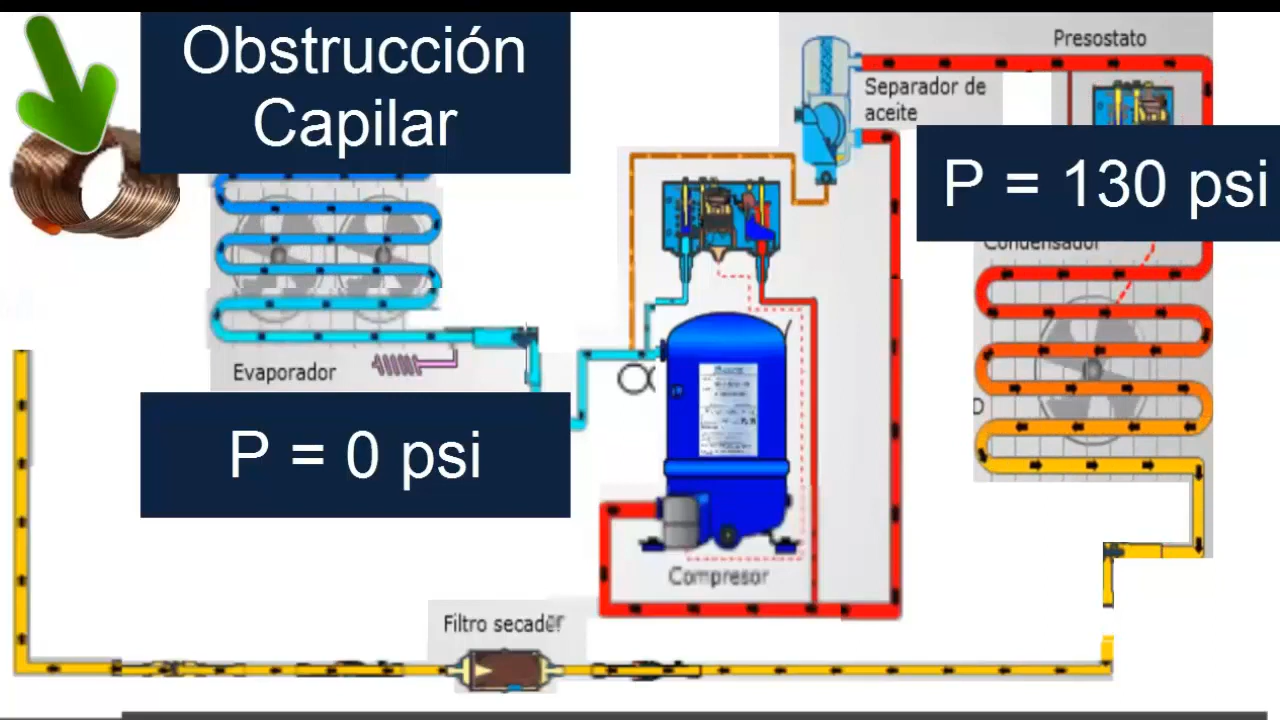 Obstrucción
Capilar
Presostato
Separador de
aceite
P = 130 psi
Condensador
Evaporador
P = 0 psi
Compresor
Filtro secador